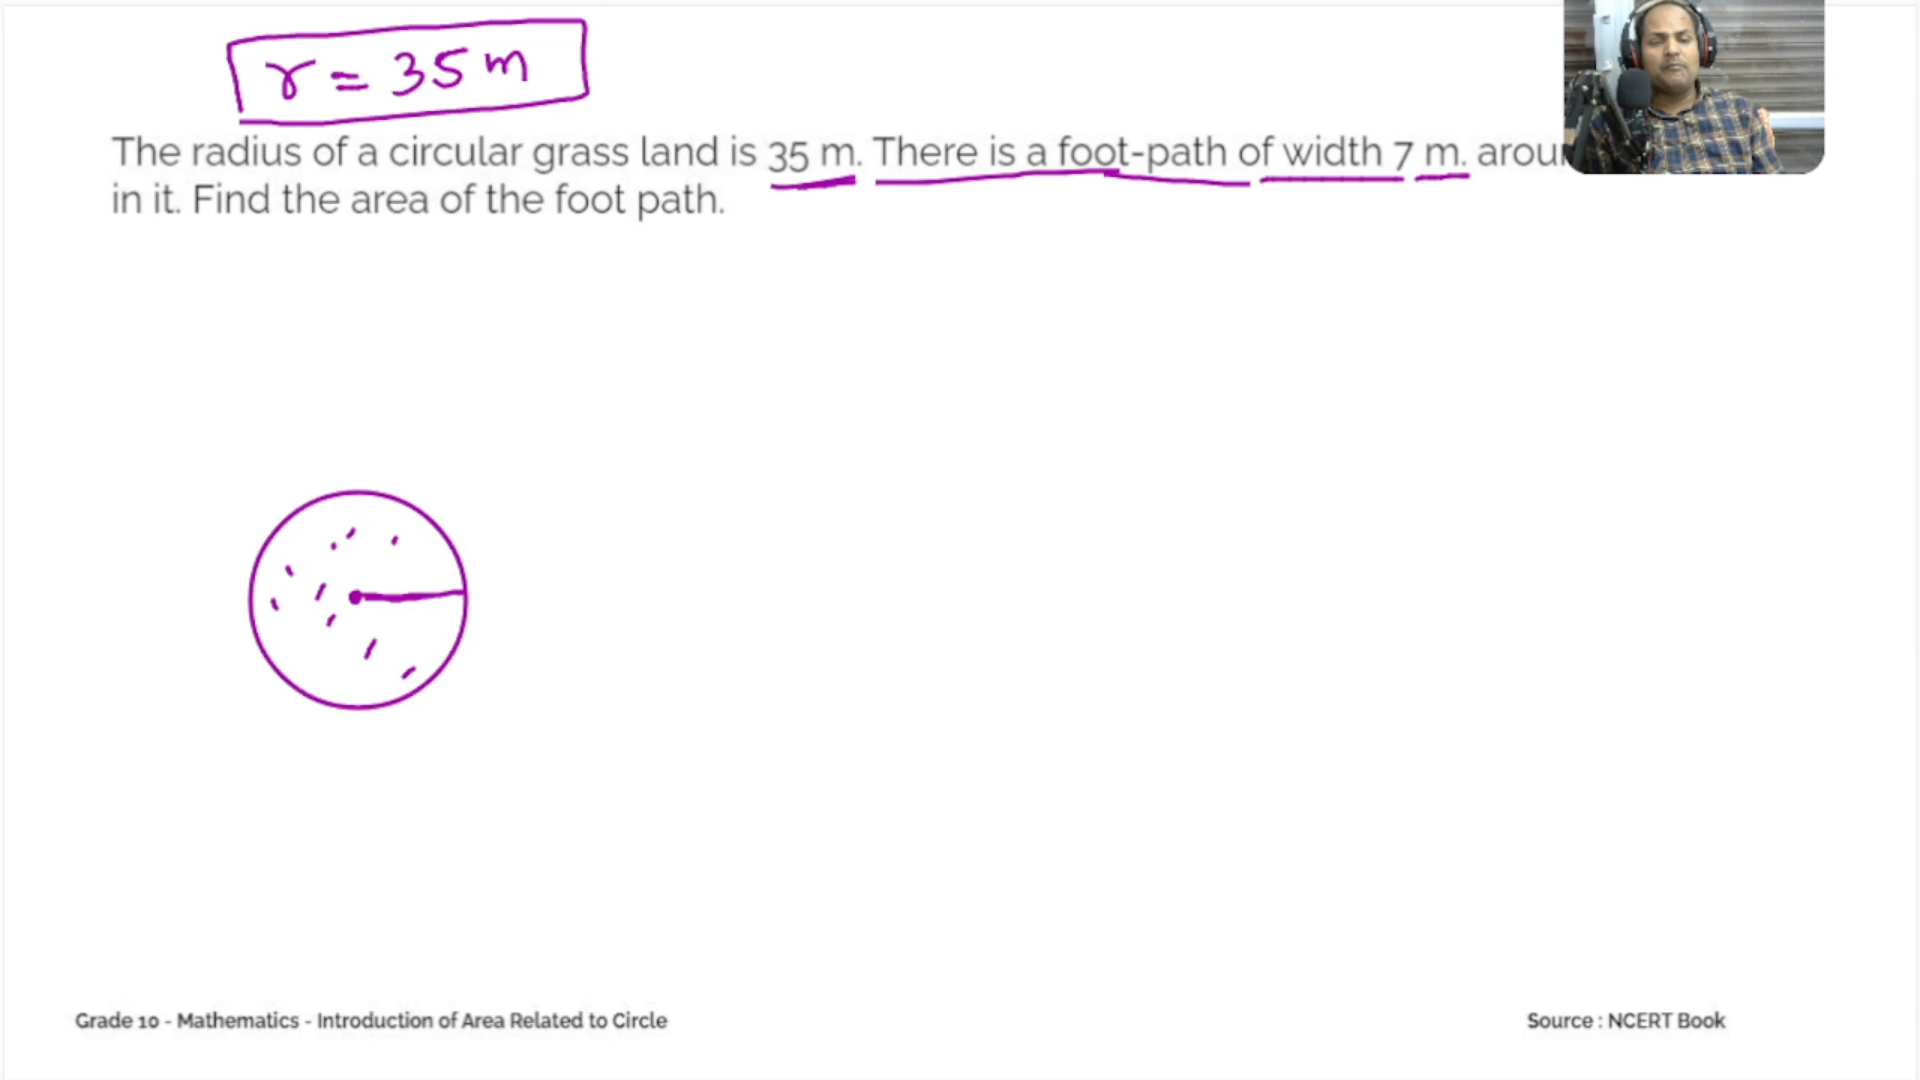 r = 35 m
The radius of a circular grass land is 35 m. There is a foot-path of width 7 m.
in it. Find the area of the foot path.
Grade 10 - Mathematics - Introduction of Area Related to Circle
Source : NCERT Book